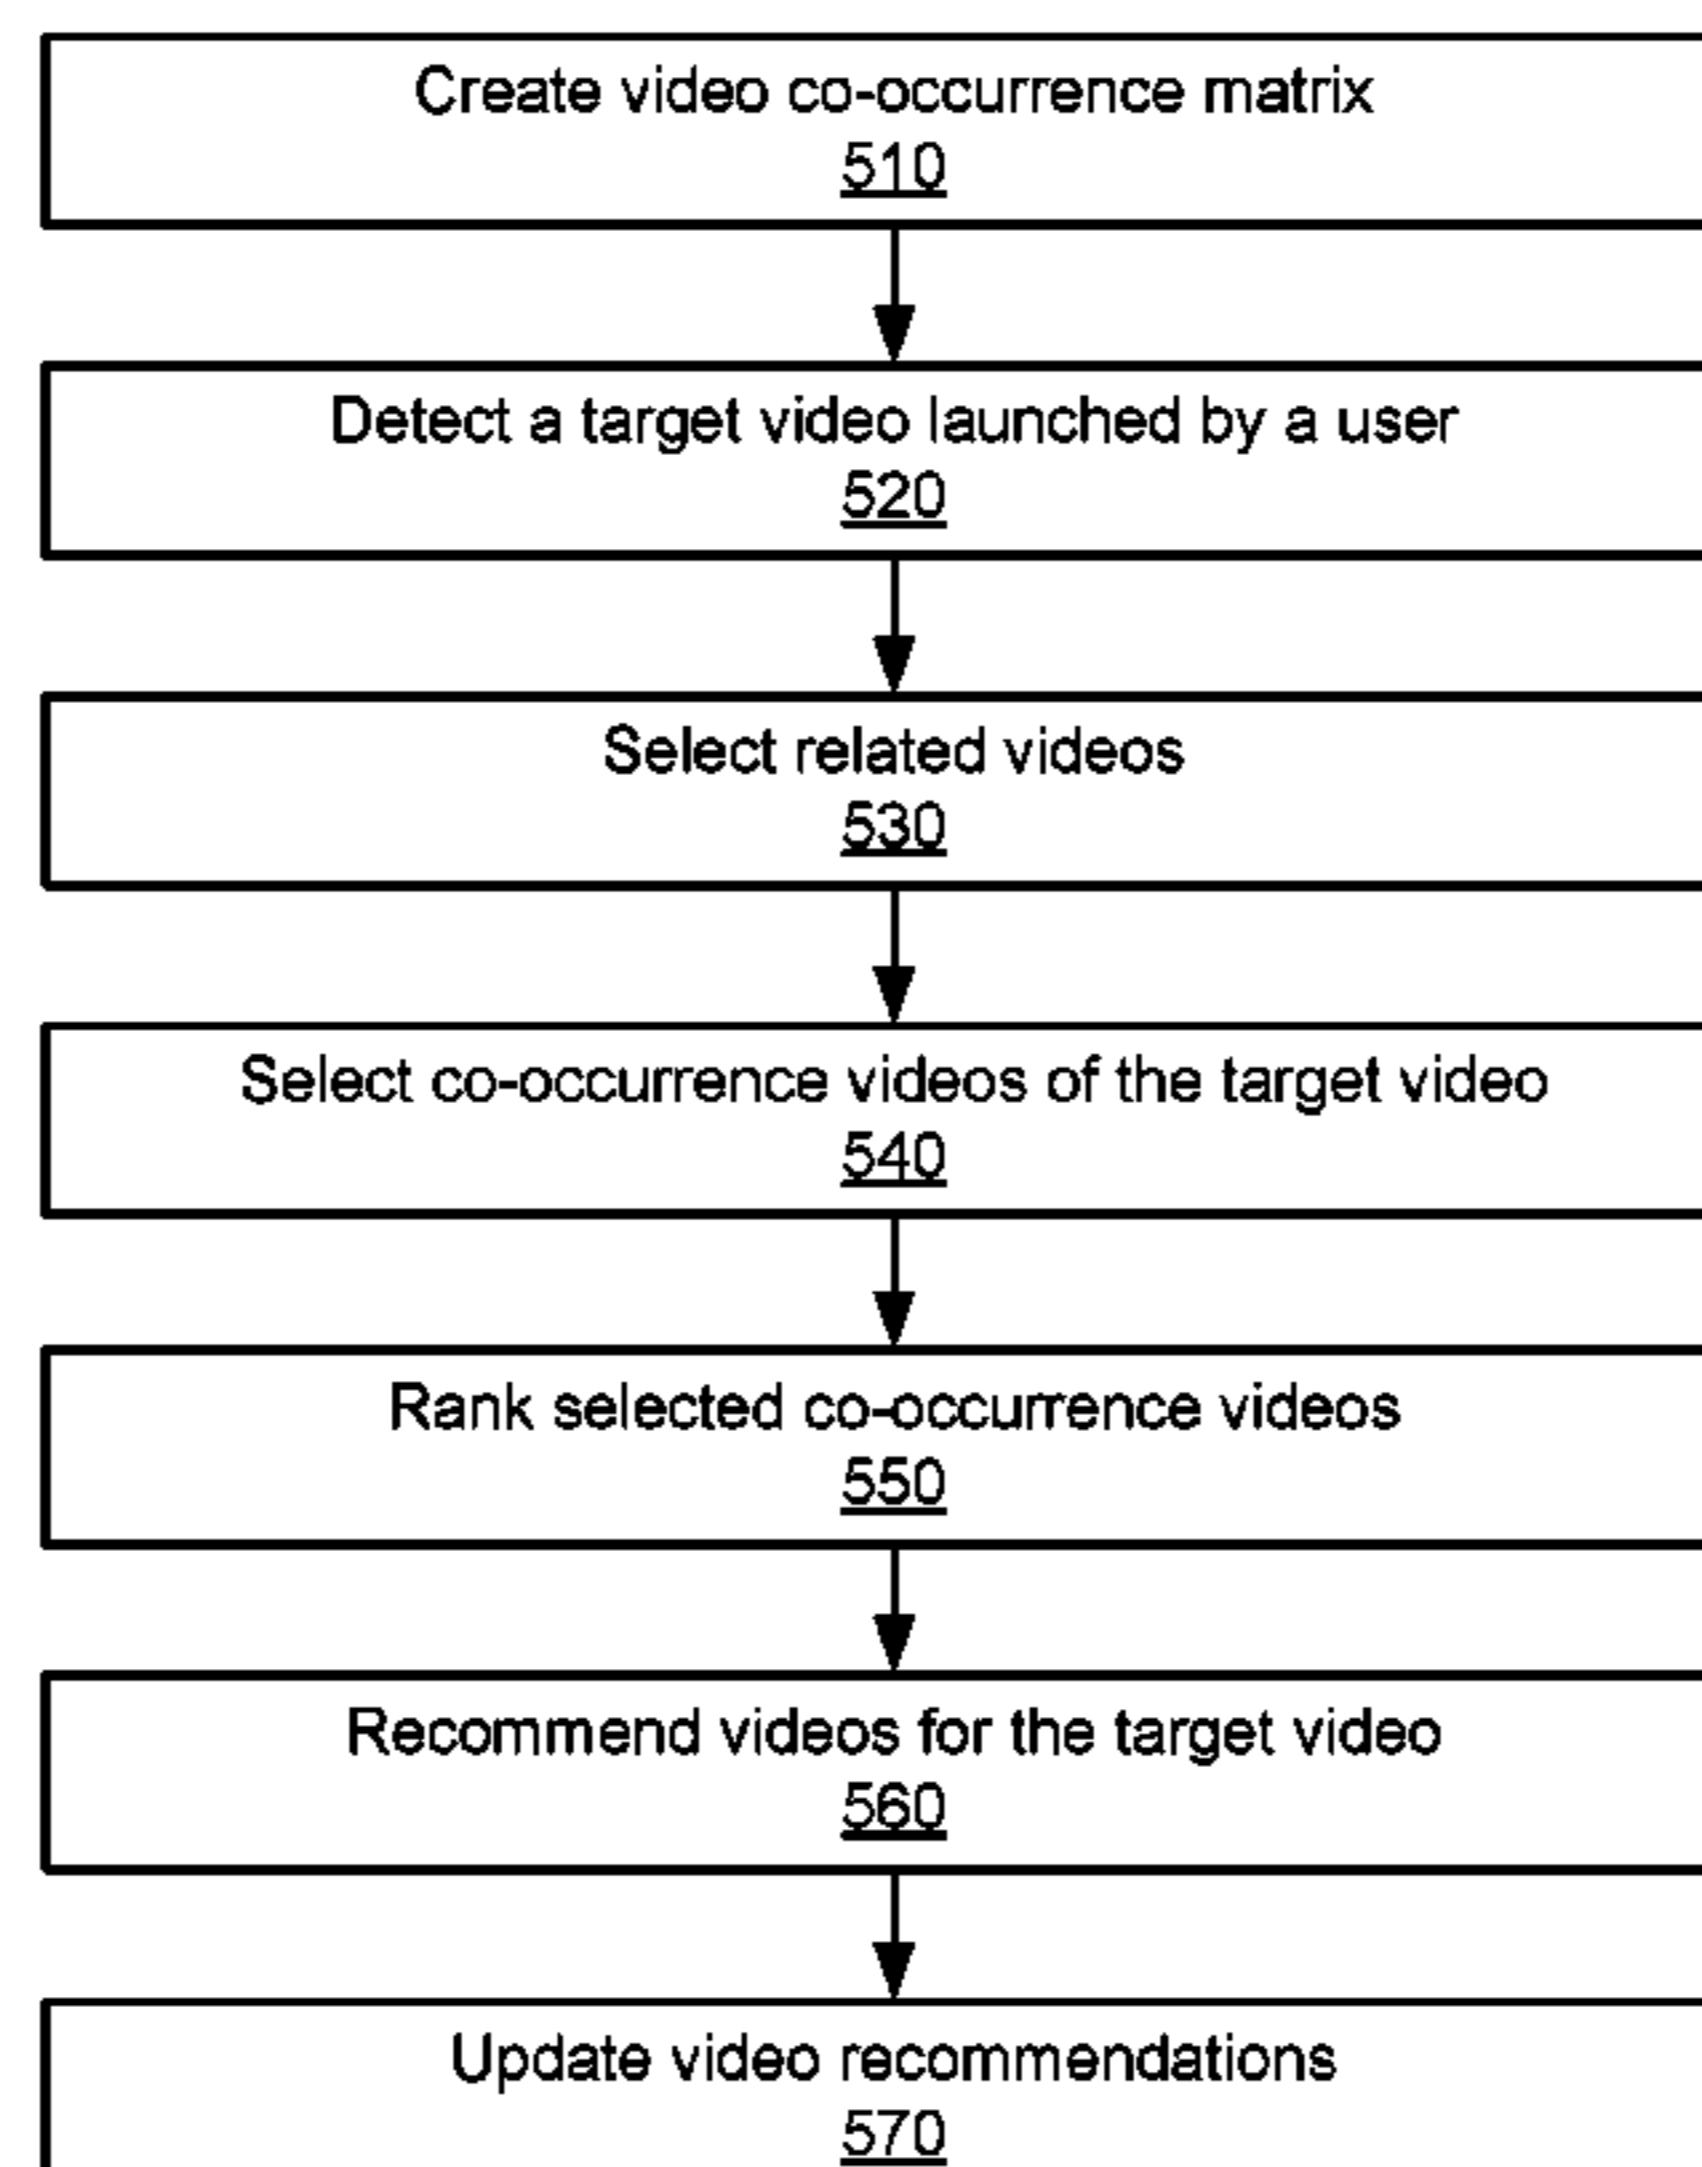 Create video co-occurrence matrix
510
Detect a target video launched by a user
520
Select related videos
530
Select co-occurrence videos of the target video
540
Rank selected co-occurrence videos
550
Recommend videos for the target video
560
Update video recommendations
570